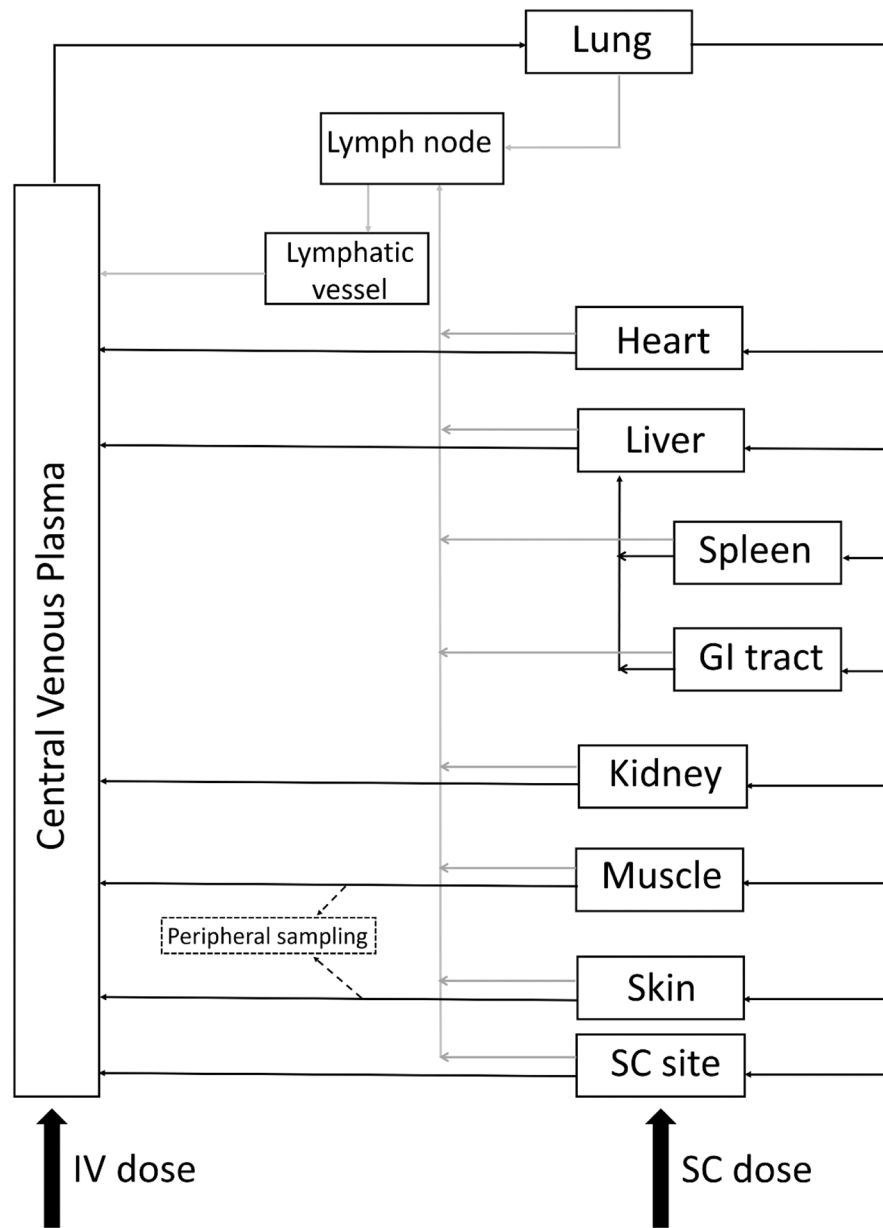 Lung
Lymph node
Lymphatic
vessel
Heart
Liver
Central Venous Plasma
Spleen
GI tract
Kidney
Muscle
Peripheral sampling
Skin
SC site
IV dose
SC dose